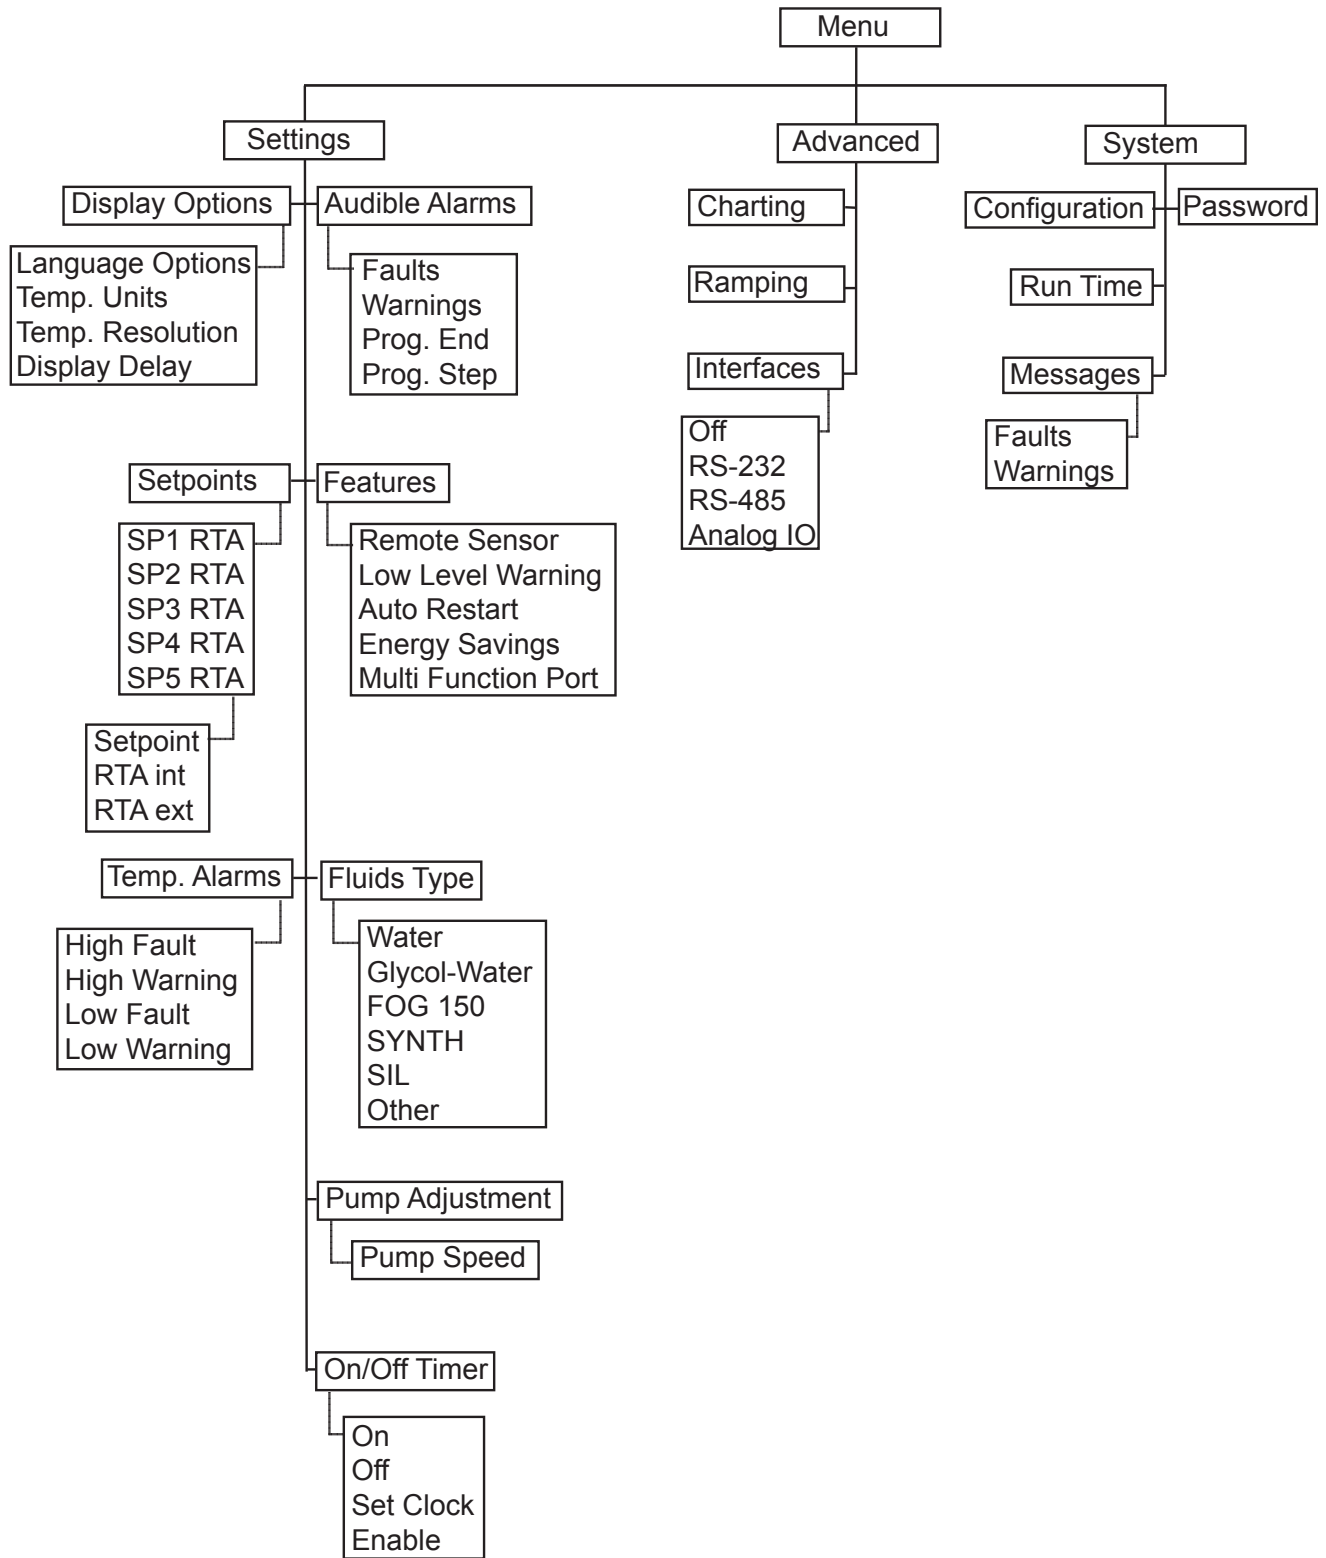 Menu
Settings
Advanced
System
Display Options
Audible Alarms
Language Options
Temp. Units
Temp. Resolution
Display Delay
Faults
Warnings
Prog. End
Prog. Step
Setpoints
Features
SP1 RTA
SP2 RTA
SP3 RTA
SP4 RTA
SP5 RTA
Remote Sensor
Low Level Warning
Auto Restart
Energy Savings
Multi Function Port
Setpoint
RTA int
RTA ext
Temp. Alarms
Fluids Type
High Fault
High Warning
Low Fault
Low Warning
Water
Glycol-Water
FOG 150
SYNTH
SIL
Other
Pump Adjustment
Pump Speed
On/Off Timer
On
Off
Set Clock
Enable
Charting
Ramping
Interfaces
Off
RS-232
RS-485
Analog IO
Configuration
Password
Run Time
Messages
Faults
Warnings